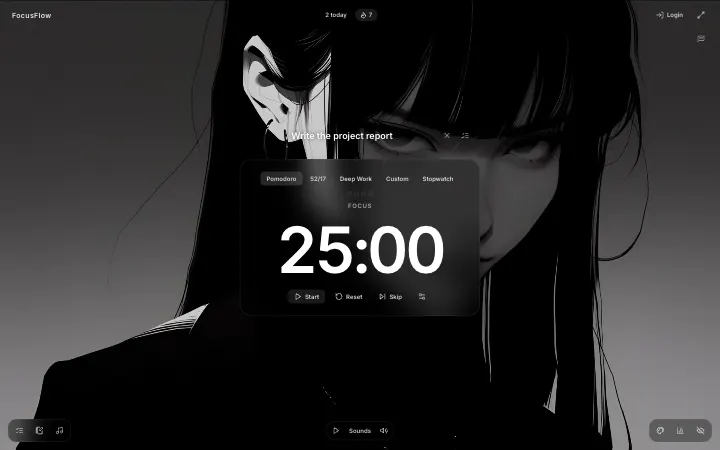 FocusFlow
2 today
7
Login
Write the project report
Pomodoro
52/17
Deep Work
Custom
Stopwatch
FOCUS
25:00
Start
Reset
Skip
Sounds